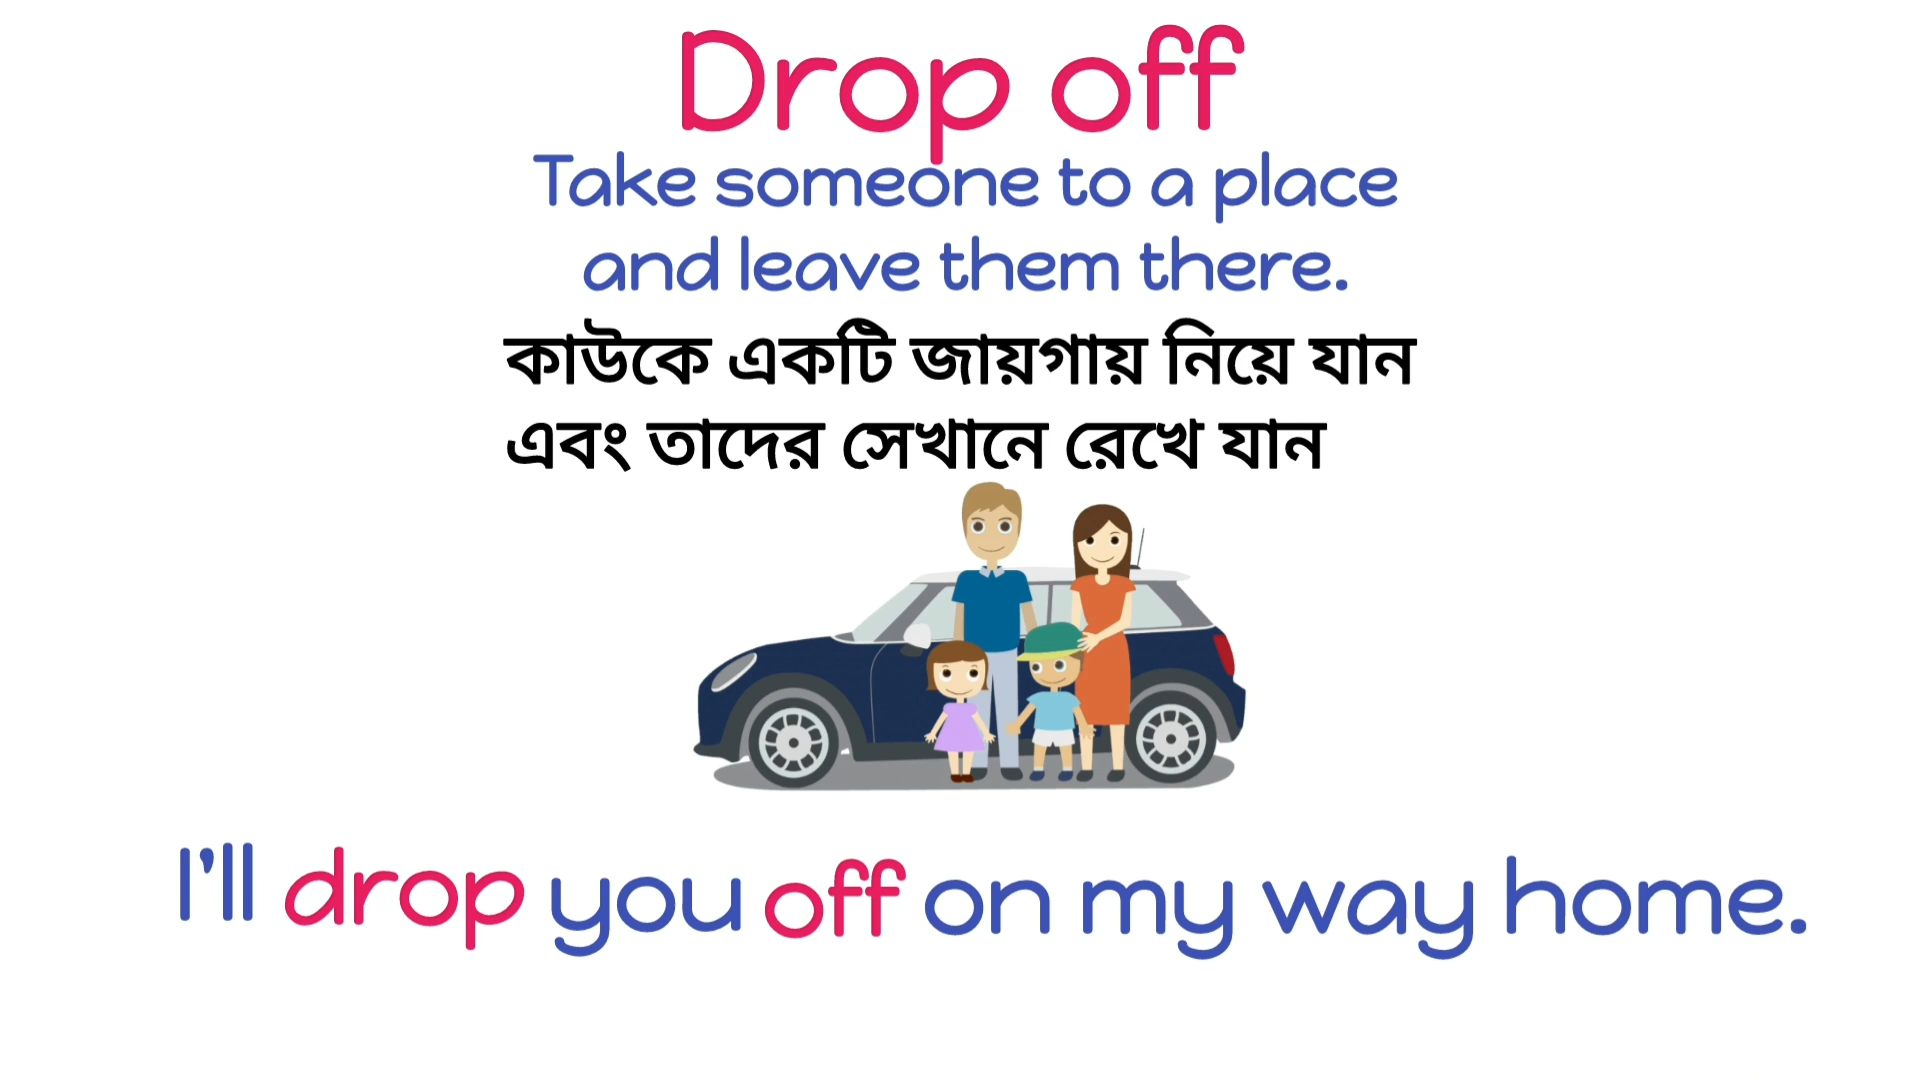 Drop off
Take someone to a place
and leave them there.
কাউকে একটি জায়গায় নিয়ে যান
এবং তাদের সেখানে রেখে যান
I'll drop you off on my way home.